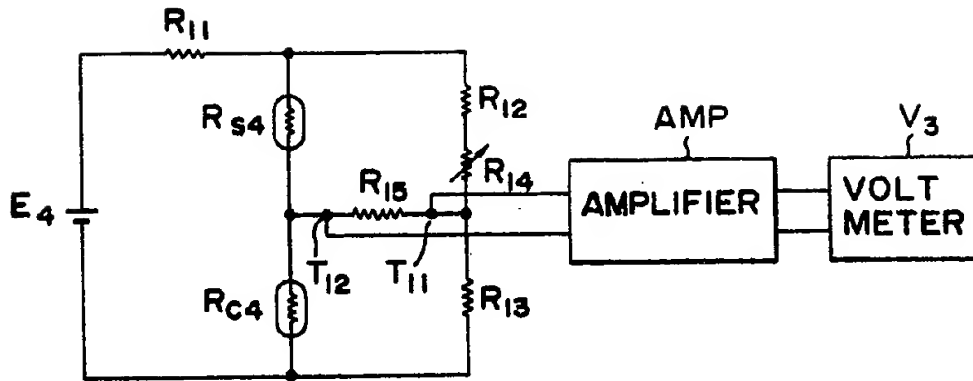 R11
RS4
R12
AMP
V3
R14
R15
E4
AMPLIFIER
VOLT
METER
T12
T11
RC4
R13